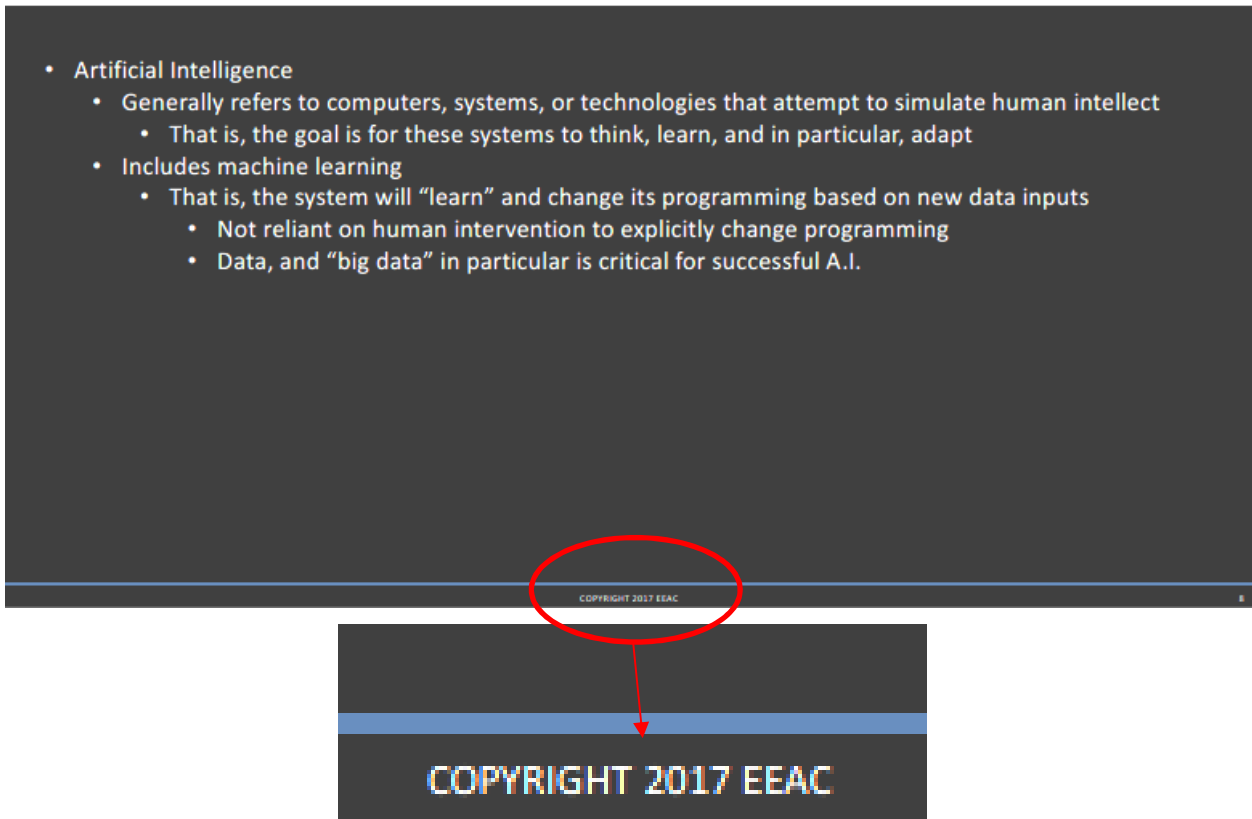 • Artificial Intelligence
• Generally refers to computers, systems, or technologies that attempt to simulate human intellect
• That is, the goal is for these systems to think, learn, and in particular, adapt
• Includes machine learning
• That is, the system will “learn” and change its programming based on new data inputs
• Not reliant on human intervention to explicitly change programming
• Data, and “big data” in particular is critical for successful A.I.
COPYRIGHT 2017 EEAC
COPYRIGHT 2017 EEAC